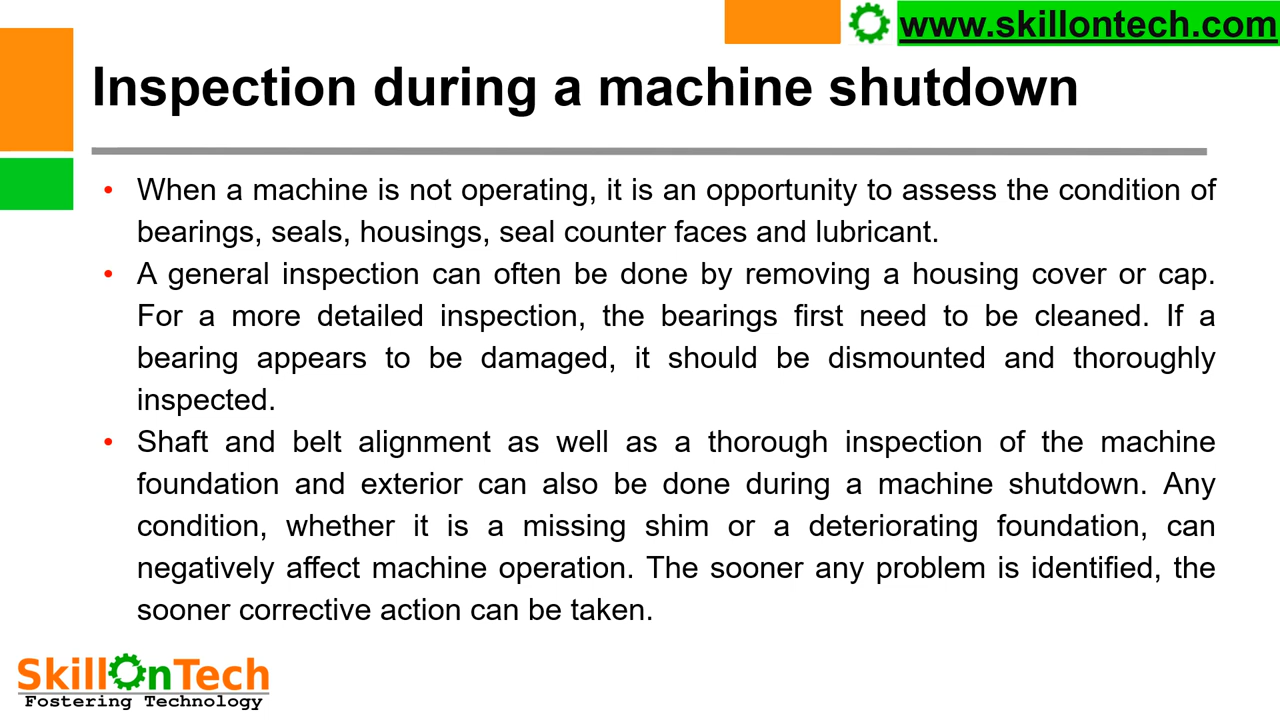 www.skillontech.com
Inspection during a machine shutdown
• When a machine is not operating, it is an opportunity to assess the condition of
bearings, seals, housings, seal counter faces and lubricant.
• A general inspection can often be done by removing a housing cover or cap.
For a more detailed inspection, the bearings first need to be cleaned. If a
bearing appears to be damaged, it should be dismounted and thoroughly
inspected.
• Shaft and belt alignment as well as a thorough inspection of the machine
foundation and exterior can also be done during a machine shutdown. Any
condition, whether it is a missing shim or a deteriorating foundation, can
negatively affect machine operation. The sooner any problem is identified, the
sooner corrective action can be taken.
SkillOnTech
Fostering Technology